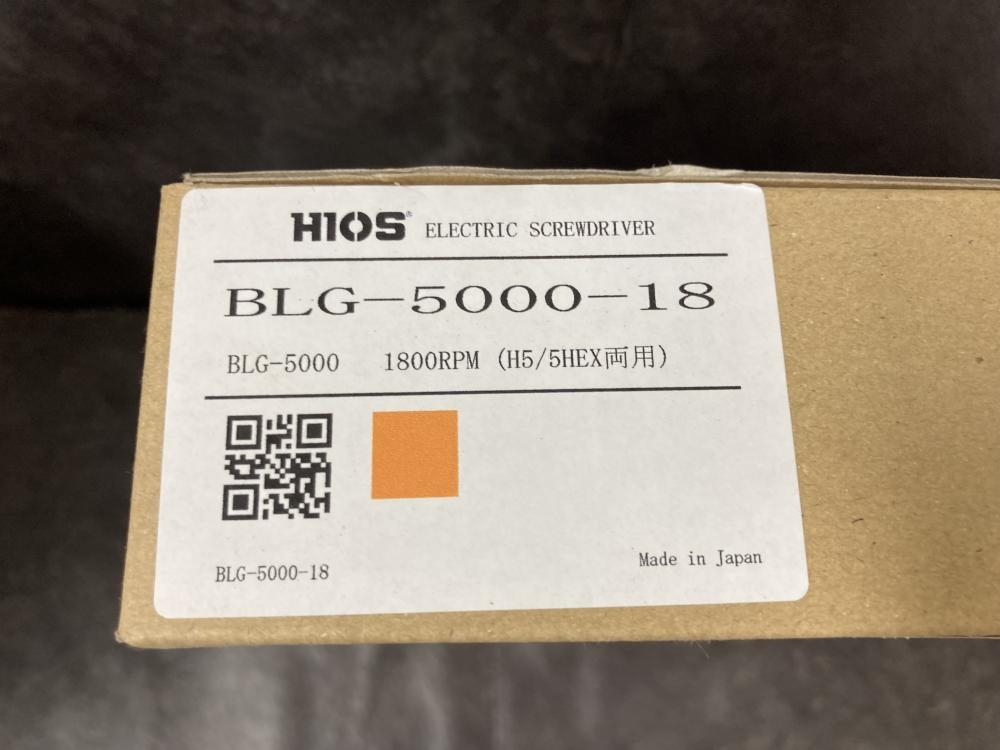 HIOS® ELECTRIC SCREWDRIVER
BLG-5000-18
BLG-5000 1800RPM (H5/5HEX両用)
BLG-5000-18
Made in Japan